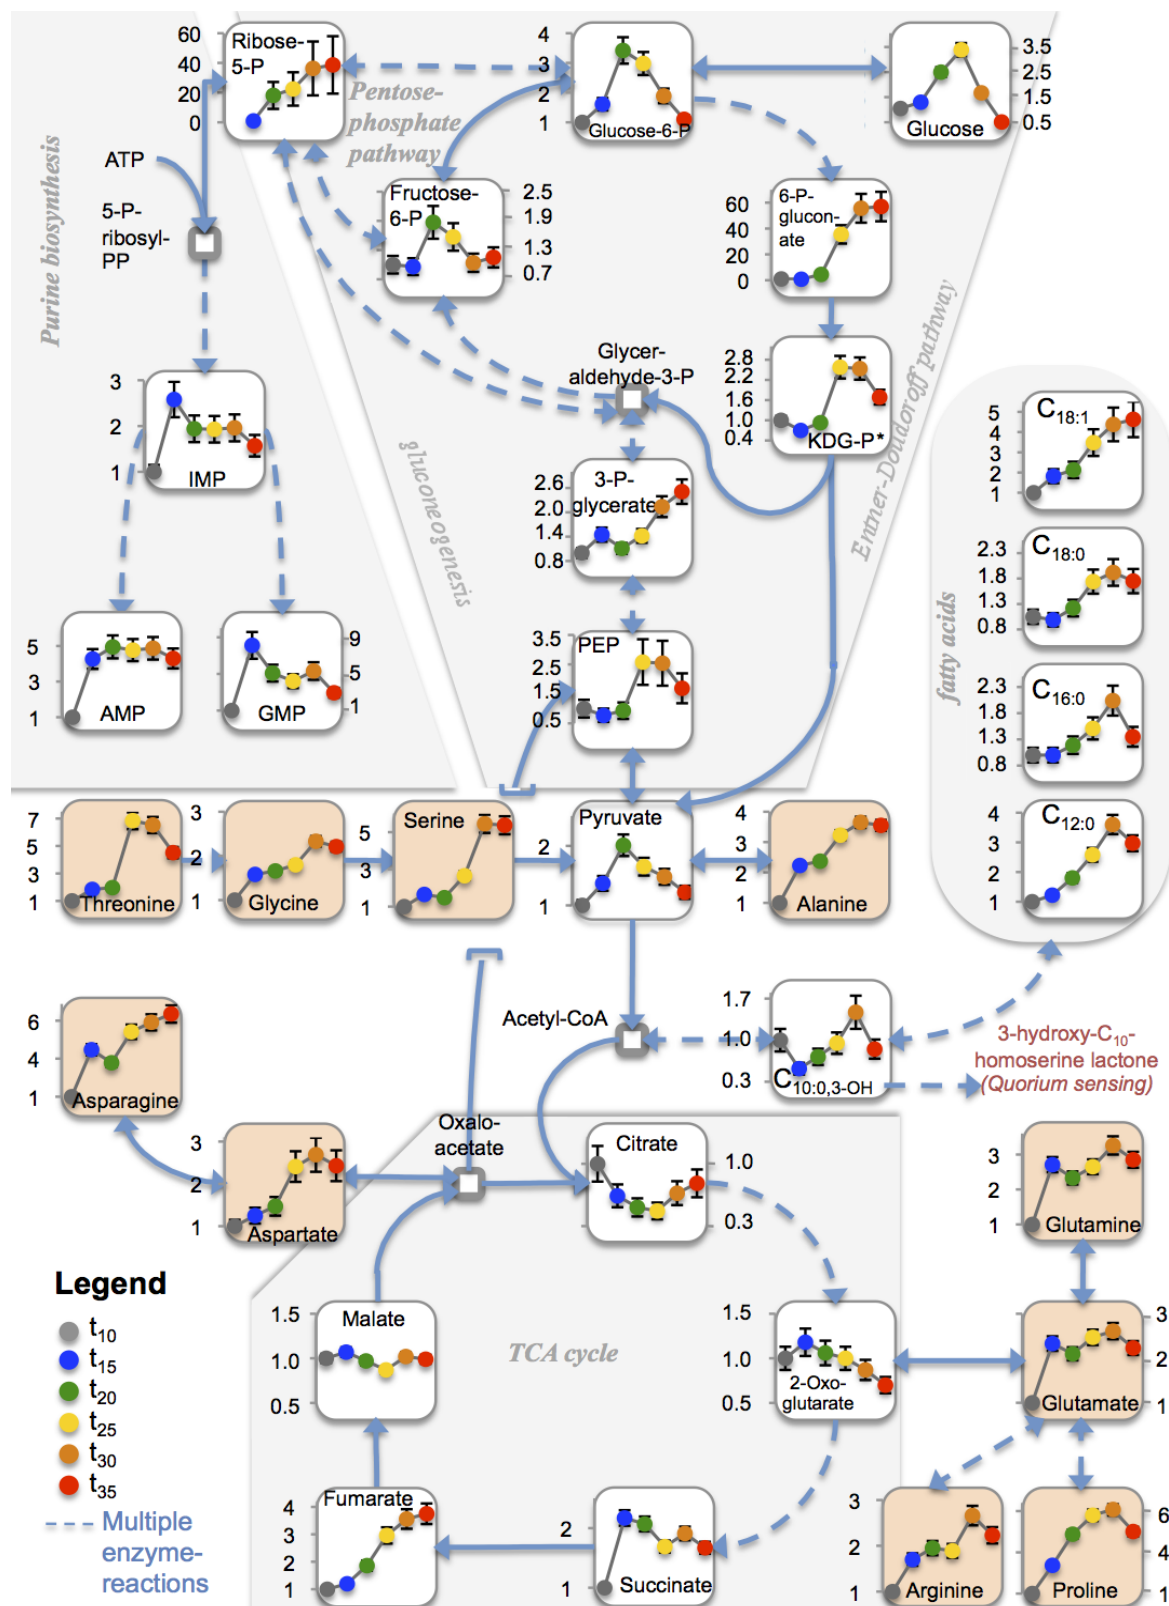 60
40
20
0
Ribose-
5-P
4
3
2
1
Glucose-6-P
3.5
2.5
1.5
0.5
Glucose
Pentose-
phosphate
pathway
Purine biosynthesis
ATP
5-P-
ribosyl-
PP
Fructose-
6-P
2.5
1.9
1.3
0.7
60
40
20
0
6-P-
glucon-
ate
Glycer-
aldehyde-3-P
2.8
2.2
1.6
1.0
0.4
KDG-P*
Entner-Doudoroff pathway
gluconeogenesis
3
2
1
IMP
2.6
2.0
1.4
0.8
3-P-
glycerate
5
4
3
2
1
C18:1
2.3
1.8
1.3
0.8
C18:0
fatty acids
5
3
1
AMP
9
5
1
GMP
3.5
2.5
1.5
0.5
PEP
2.3
1.8
1.3
0.8
C16:0
7
5
3
1
Threonine
3
2
1
Glycine
5
3
1
Serine
2
1
Pyruvate
4
3
2
1
Alanine
4
3
2
1
C12:0
6
4
1
Asparagine
Acetyl-CoA
1.7
1.0
0.3
C10:0,3-OH
3-hydroxy-C10-
homoserine lactone
(Quorium sensing)
3
2
1
Aspartate
Oxalo-
acetate
Citrate
1.0
0.3
3
2
1
Glutamine
Legend
t10
t15
t20
t25
t30
t35
Multiple
enzyme-
reactions
1.5
1.0
0.5
Malate
TCA cycle
1.5
1.0
0.5
2-Oxo-
glutarate
3
2
1
Glutamate
4
3
2
1
Fumarate
2
1
Succinate
3
2
1
Arginine
6
4
1
Proline